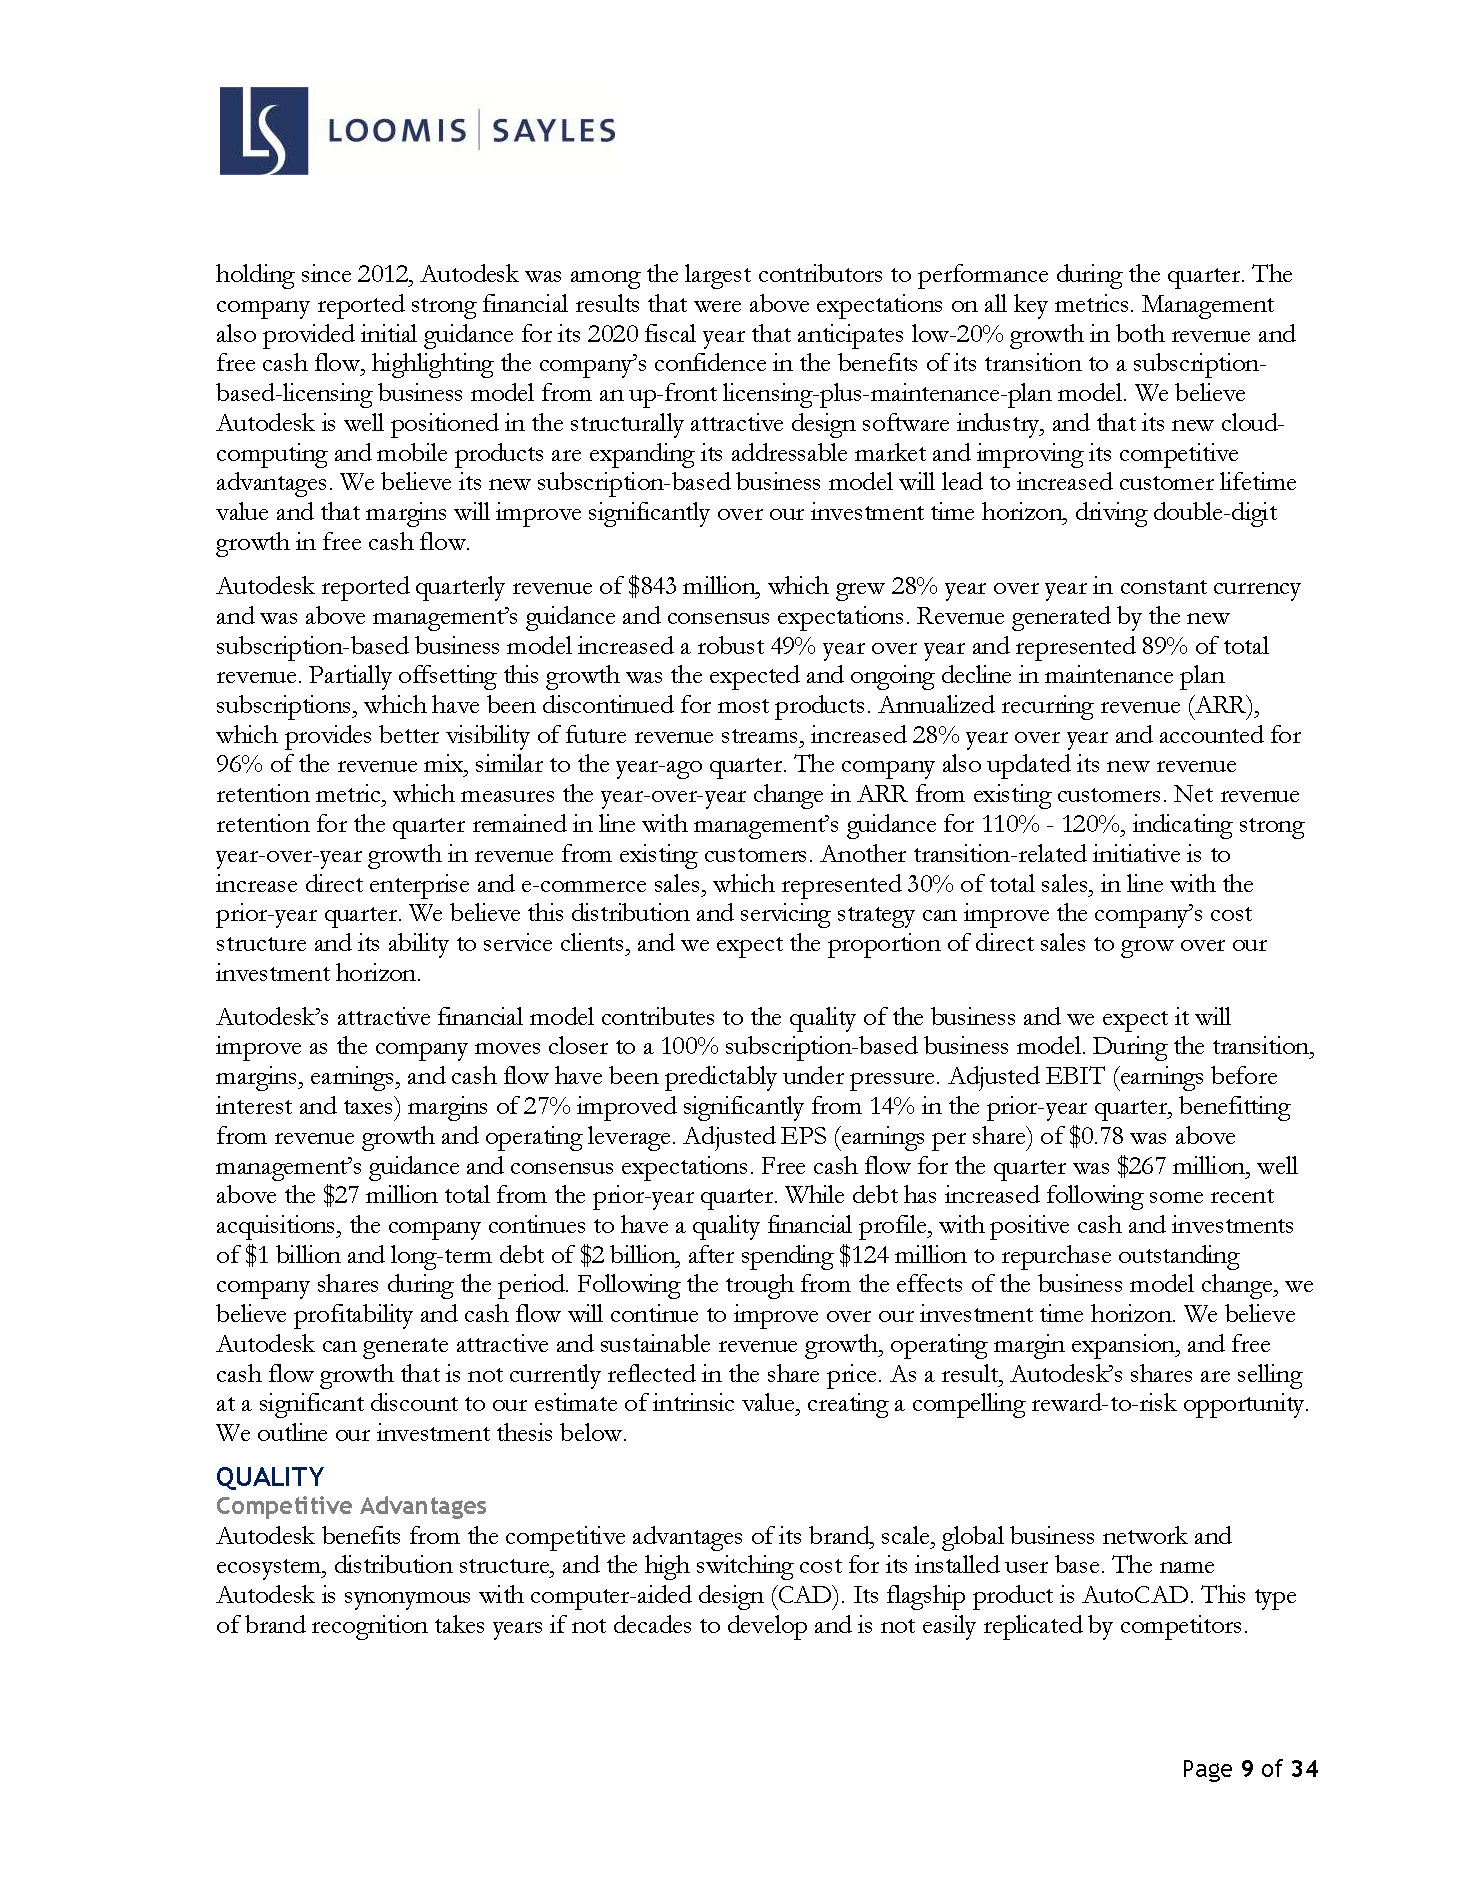 LOOMIS | SAYLES
holding since 2012, Autodesk was among the largest contributors to performance during the quarter. The
company reported strong financial results that were above expectations on all key metrics. Management
also provided initial guidance for its 2020 fiscal year that anticipates low-20% growth in both revenue and
free cash flow, highlighting the company’s confidence in the benefits of its transition to a subscription-
based-licensing business model from an up-front licensing-plus-maintenance-plan model. We believe
Autodesk is well positioned in the structurally attractive design software industry, and that its new cloud-
computing and mobile products are expanding its addressable market and improving its competitive
advantages. We believe its new subscription-based business model will lead to increased customer lifetime
value and that margins will improve significantly over our investment time horizon, driving double-digit
growth in free cash flow.
Autodesk reported quarterly revenue of $843 million, which grew 28% year over year in constant currency
and was above management’s guidance and consensus expectations. Revenue generated by the new
subscription-based business model increased a robust 49% year over year and represented 89% of total
revenue. Partially offsetting this growth was the expected and ongoing decline in maintenance plan
subscriptions, which have been discontinued for most products. Annualized recurring revenue (ARR),
which provides better visibility of future revenue streams, increased 28% year over year and accounted for
96% of the revenue mix, similar to the year-ago quarter. The company also updated its new revenue
retention metric, which measures the year-over-year change in ARR from existing customers. Net revenue
retention for the quarter remained in line with management’s guidance for 110% - 120%, indicating strong
year-over-year growth in revenue from existing customers. Another transition-related initiative is to
increase direct enterprise and e-commerce sales, which represented 30% of total sales, in line with the
prior-year quarter. We believe this distribution and servicing strategy can improve the company’s cost
structure and its ability to service clients, and we expect the proportion of direct sales to grow over our
investment horizon.
Autodesk’s attractive financial model contributes to the quality of the business and we expect it will
improve as the company moves closer to a 100% subscription-based business model. During the transition,
margins, earnings, and cash flow have been predictably under pressure. Adjusted EBIT (earnings before
interest and taxes) margins of 27% improved significantly from 14% in the prior-year quarter, benefitting
from revenue growth and operating leverage. Adjusted EPS (earnings per share) of $0.78 was above
management’s guidance and consensus expectations. Free cash flow for the quarter was $267 million, well
above the $27 million total from the prior-year quarter. While debt has increased following some recent
acquisitions, the company continues to have a quality financial profile, with positive cash and investments
of $1 billion and long-term debt of $2 billion, after spending $124 million to repurchase outstanding
company shares during the period. Following the trough from the effects of the business model change, we
believe profitability and cash flow will continue to improve over our investment time horizon. We believe
Autodesk can generate attractive and sustainable revenue growth, operating margin expansion, and free
cash flow growth that is not currently reflected in the share price. As a result, Autodesk’s shares are selling
at a significant discount to our estimate of intrinsic value, creating a compelling reward-to-risk opportunity.
We outline our investment thesis below.
QUALITY
Competitive Advantages
Autodesk benefits from the competitive advantages of its brand, scale, global business network and
ecosystem, distribution structure, and the high switching cost for its installed user base. The name
Autodesk is synonymous with computer-aided design (CAD). Its flagship product is AutoCAD. This type
of brand recognition takes years if not decades to develop and is not easily replicated by competitors.
Page 9 of 34